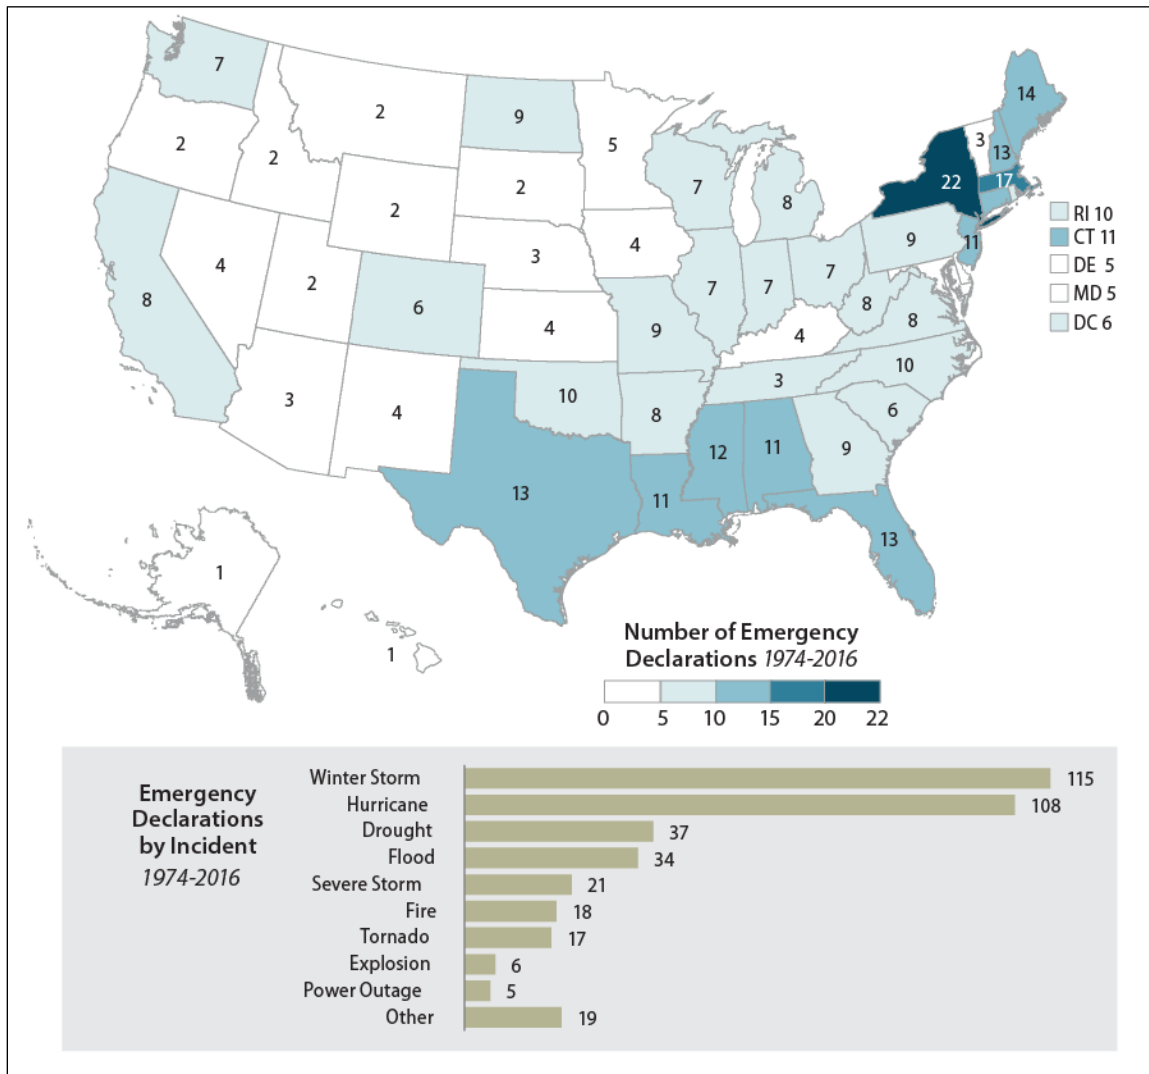 7
2
9
5
14
3
13
2
2
2
2
7
8
22
17
RI 10
CT 11
DE 5
MD 5
DC 6
11
9
4
3
4
2
7
7
7
8
8
8
6
4
9
4
3
10
3
4
10
8
6
12
11
9
13
11
13
1
1
Number of Emergency
Declarations 1974-2016
0 5 10 15 20 22
Emergency
Declarations
by Incident
1974-2016
Winter Storm 115
Hurricane 108
Drought 37
Flood 34
Severe Storm 21
Fire 18
Tornado 17
Explosion 6
Power Outage 5
Other 19